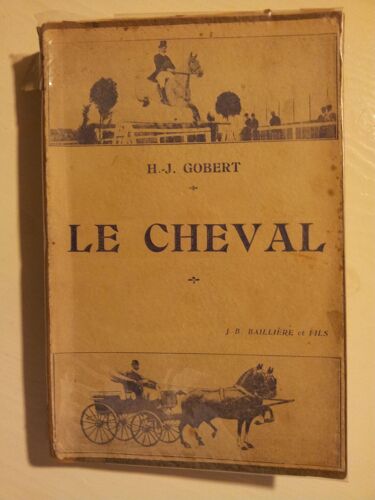 H.-J. GOBERT
LE CHEVAL
J. B. BAILLIÈRE et FILS